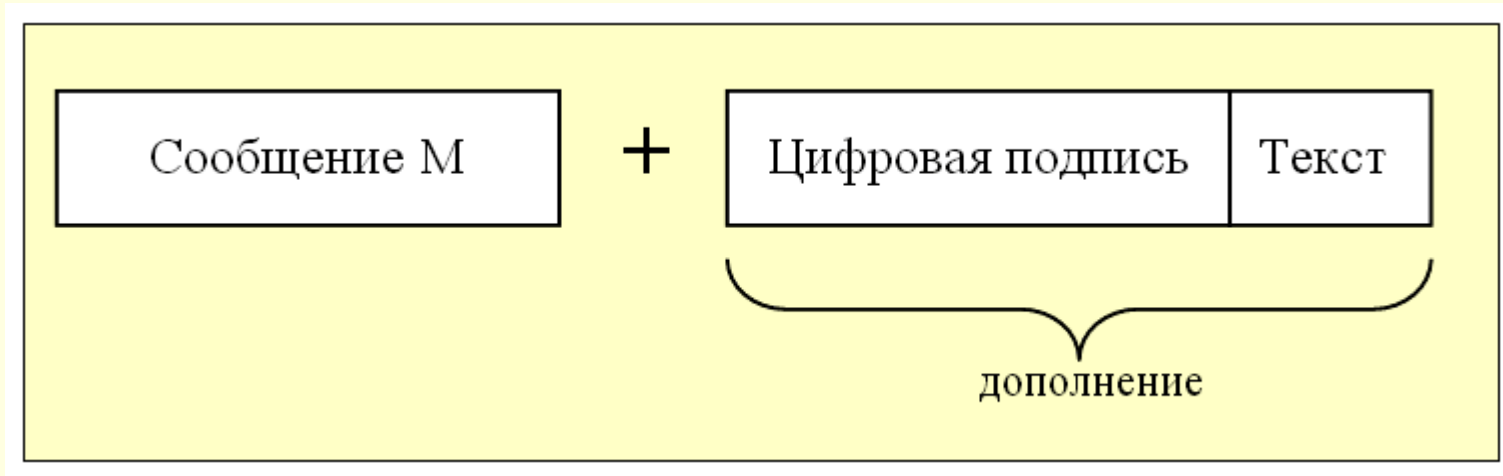 Сообщение М + Цифровая подпись Текст
дополнение